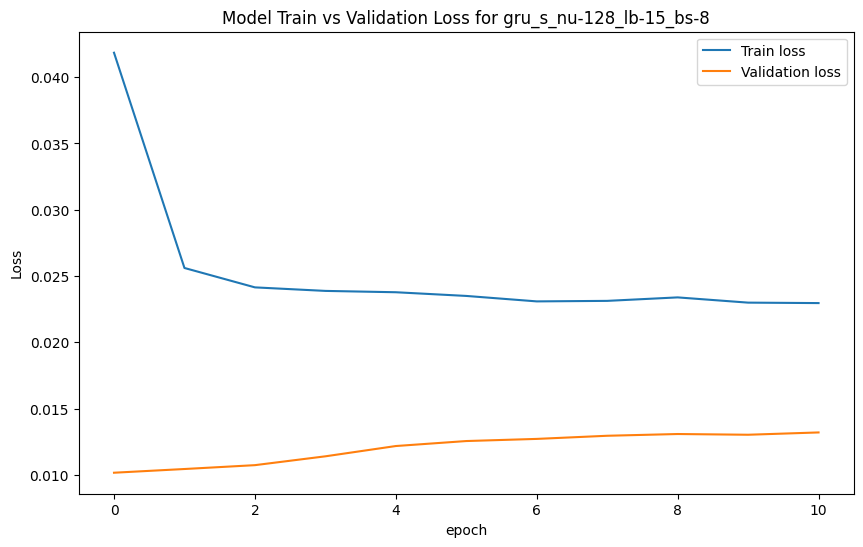 Model Train vs Validation Loss for gru_s_nu-128_lb-15_bs-8
Train loss
Validation loss
0.040
0.035
0.030
0.025
0.020
0.015
0.010
Loss
0 2 4 6 8 10
epoch